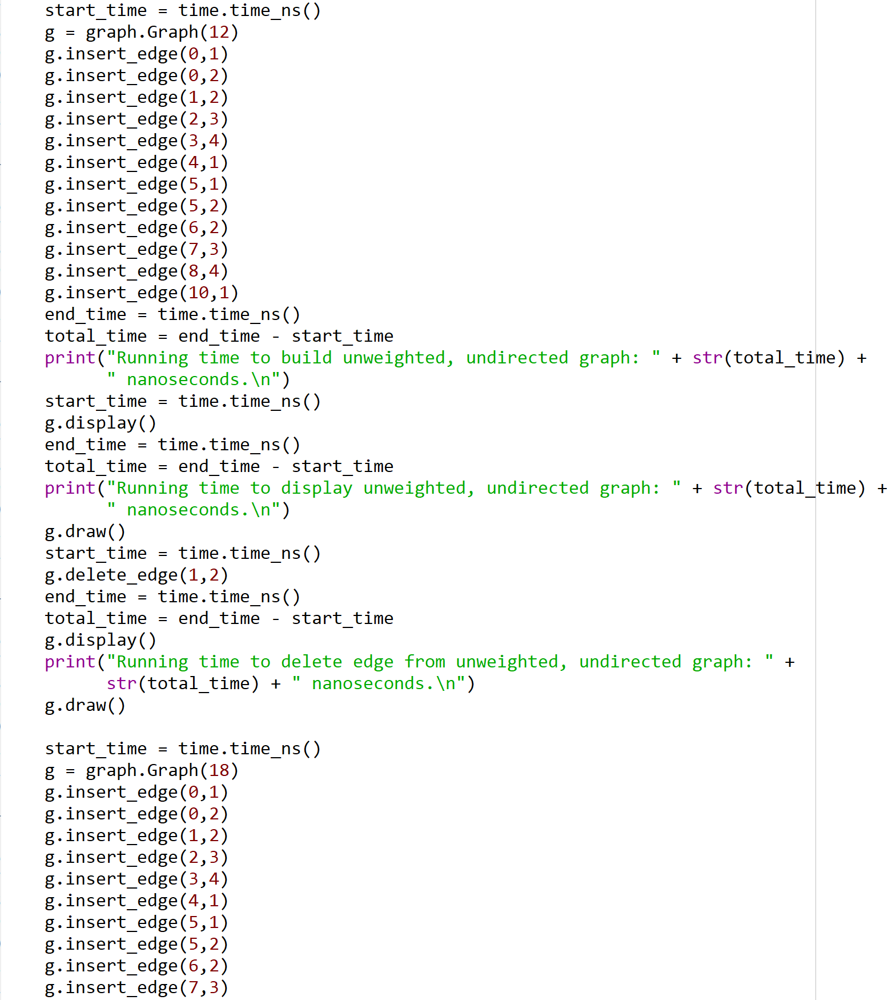 start_time = time.time_ns()
g = graph.Graph(12)
g.insert_edge(0,1)
g.insert_edge(0,2)
g.insert_edge(1,2)
g.insert_edge(2,3)
g.insert_edge(3,4)
g.insert_edge(4,1)
g.insert_edge(5,1)
g.insert_edge(5,2)
g.insert_edge(6,2)
g.insert_edge(7,3)
g.insert_edge(8,4)
g.insert_edge(10,1)
end_time = time.time_ns()
total_time = end_time - start_time
print("Running time to build unweighted, undirected graph: " + str(total_time) +
      " nanoseconds.\n")
start_time = time.time_ns()
g.display()
end_time = time.time_ns()
total_time = end_time - start_time
print("Running time to display unweighted, undirected graph: " + str(total_time) +
      " nanoseconds.\n")
g.draw()
start_time = time.time_ns()
g.delete_edge(1,2)
end_time = time.time_ns()
total_time = end_time - start_time
g.display()
print("Running time to delete edge from unweighted, undirected graph: " +
      str(total_time) + " nanoseconds.\n")
g.draw()

start_time = time.time_ns()
g = graph.Graph(18)
g.insert_edge(0,1)
g.insert_edge(0,2)
g.insert_edge(1,2)
g.insert_edge(2,3)
g.insert_edge(3,4)
g.insert_edge(4,1)
g.insert_edge(5,1)
g.insert_edge(5,2)
g.insert_edge(6,2)
g.insert_edge(7,3)